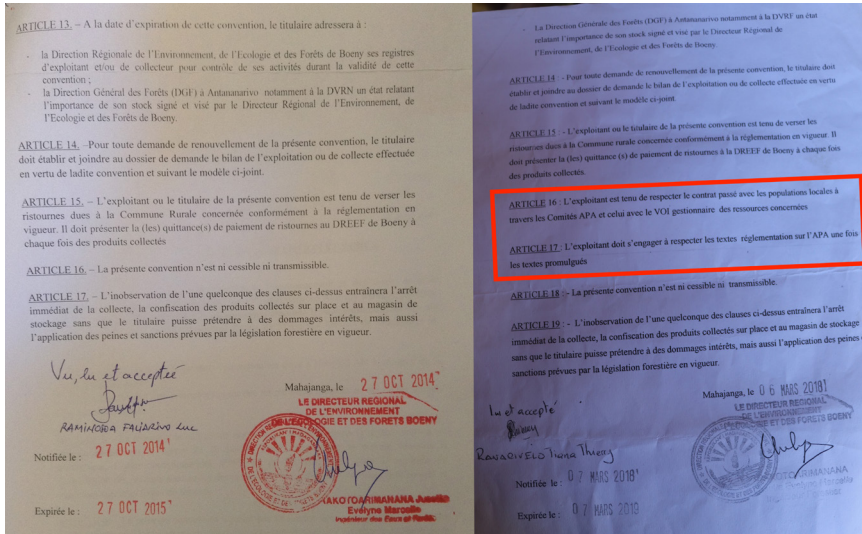 ARTICLE 13. – A la date d'expiration de cette convention, le titulaire adressera à :
- la Direction Régionale de l'Environnement, de l'Ecologie et des Forêts de Boeny ses registres
d'exploitant et/ou de collecteur pour contrôle de ses activités durant la validité de cette
convention ;
- la Direction Général des Forêts (DGF) à Antananarivo notamment à la DVRN un état relatant
l'importance de son stock signé et visé par le Directeur Régional de l'Environnement, de
l'Ecologie et des Forêts de Boeny.
ARTICLE 14. –Pour toute demande de renouvellement de la présente convention, le titulaire
doit établir et joindre au dossier de demande le bilan de l'exploitation ou de collecte effectuée
en vertu de ladite convention et suivant le modèle ci-joint.
ARTICLE 15. – L'exploitant ou le titulaire de la présente convention est tenu de verser les
ristournes dues à la Commune Rurale concernée conformément à la réglementation en
vigueur. Il doit présenter la (les) quittance(s) de paiement de ristournes au DREEF de Boeny à
chaque fois des produits collectés
ARTICLE 16. – La présente convention n'est ni cessible ni transmissible.
ARTICLE 17. – L'inobservation de l'une quelconque des clauses ci-dessus entraînera l'arrêt
immédiat de la collecte, la confiscation des produits collectés sur place et au magasin de
stockage sans que le titulaire puisse prétendre à des dommages intérêts, mais aussi
l'application des peines et sanctions prévues par la législation forestière en vigueur.
Vu, lu et acceptée
Mahajanga, le 27 OCT 2014
LE DIRECTEUR REGIONAL
DE L'ENVIRONNEMENT
DE L'ECOLOGIE ET DES FORETS BOENY
Luc
Notifiée le : 27 OCT 2014
Expirée le : 27 OCT 2015
Evelyne Marcelle
La Direction Générale des Forêts (DGF) à Antananarivo notamment à la DVRF un état
relatant l'importance de son stock signé et visé par le Directeur Régional de
l'Environnement, de l'Ecologie et des Forêts de Boeny.
ARTICLE 14 : - Pour toute demande de renouvellement de la présente convention, le titulaire doit
établir et joindre au dossier de demande le bilan de l'exploitation ou de collecte effectuée en vertu
de ladite convention et suivant le modèle ci-joint.
ARTICLE 15 : - L'exploitant ou le titulaire de la présente convention est tenu de verser les
ristournes dues à la Commune rurale concernée conformément à la réglementation en vigueur. Il
doit présenter la (les) quittance (s) de paiement de ristournes à la DREEF de Boeny à chaque fois
des produits collectés.
ARTICLE 16 : L'exploitant est tenu de respecter le contrat passé avec les populations locales à
travers les Comités APA et celui avec le VOI gestionnaire des ressources concernées
ARTICLE 17 : L'exploitant doit s'engager à respecter les textes réglementation sur l'APA une fois
les textes promulgués
ARTICLE 18 : - La présente convention n'est ni cessible ni transmissible.
ARTICLE 19 : - L'inobservation de l'une quelconque des clauses ci-dessus entraînera l'arrêt
immédiat de la collecte, la confiscation des produits collectés sur place et au magasin de stockage
sans que le titulaire puisse prétendre à des dommages intérêts, mais aussi l'application des peines e
sanctions prévues par la législation forestière en vigueur.
Mahajanga, le 06 MARS 2018
LE DIRECTEUR REGIONAL
DE L'ENVIRONNEMENT
DE L'ECOLOGIE ET DES FORETS BOENY
lu et accepté
Notifiée le : 07 MARS 2018
Expirée le : 07 MARS 2019